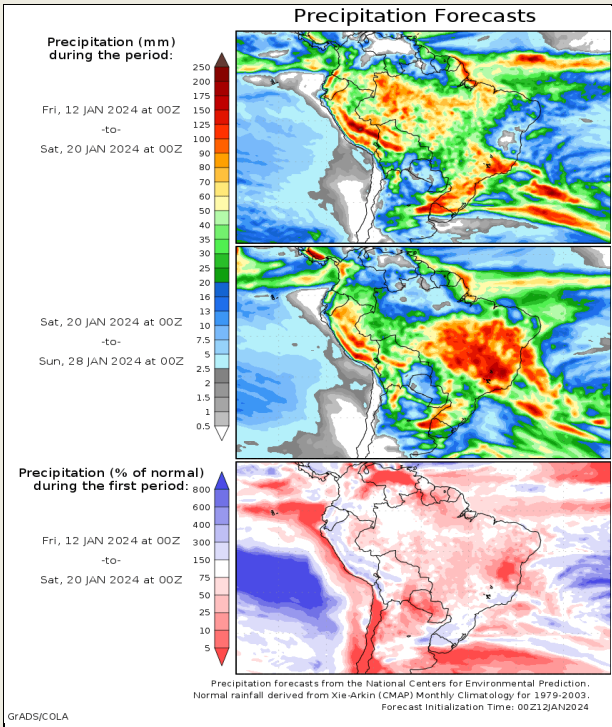 Precipitation Forecasts
Precipitation (mm)
during the period:
Fri, 12 JAN 2024 at 00Z
-to-
Sat, 20 JAN 2024 at 00Z
250
200
175
150
125
100
90
80
70
60
50
40
35
30
25
20
16
13
10
7.5
5
2.5
2
1.5
1
0.5
Sat, 20 JAN 2024 at 00Z
-to-
Sun, 28 JAN 2024 at 00Z
Precipitation (% of normal)
during the first period:
Fri, 12 JAN 2024 at 00Z
-to-
Sat, 20 JAN 2024 at 00Z
800
600
400
300
150
75
50
25
10
5
Precipitation forecasts from the National Centers for Environmental Prediction.
Normal rainfall derived from Xie-Arkin (CMAP) Monthly Climatology for 1979-2003.
Forecast Initialization Time: 00Z12JAN2024
GrADS/COLA